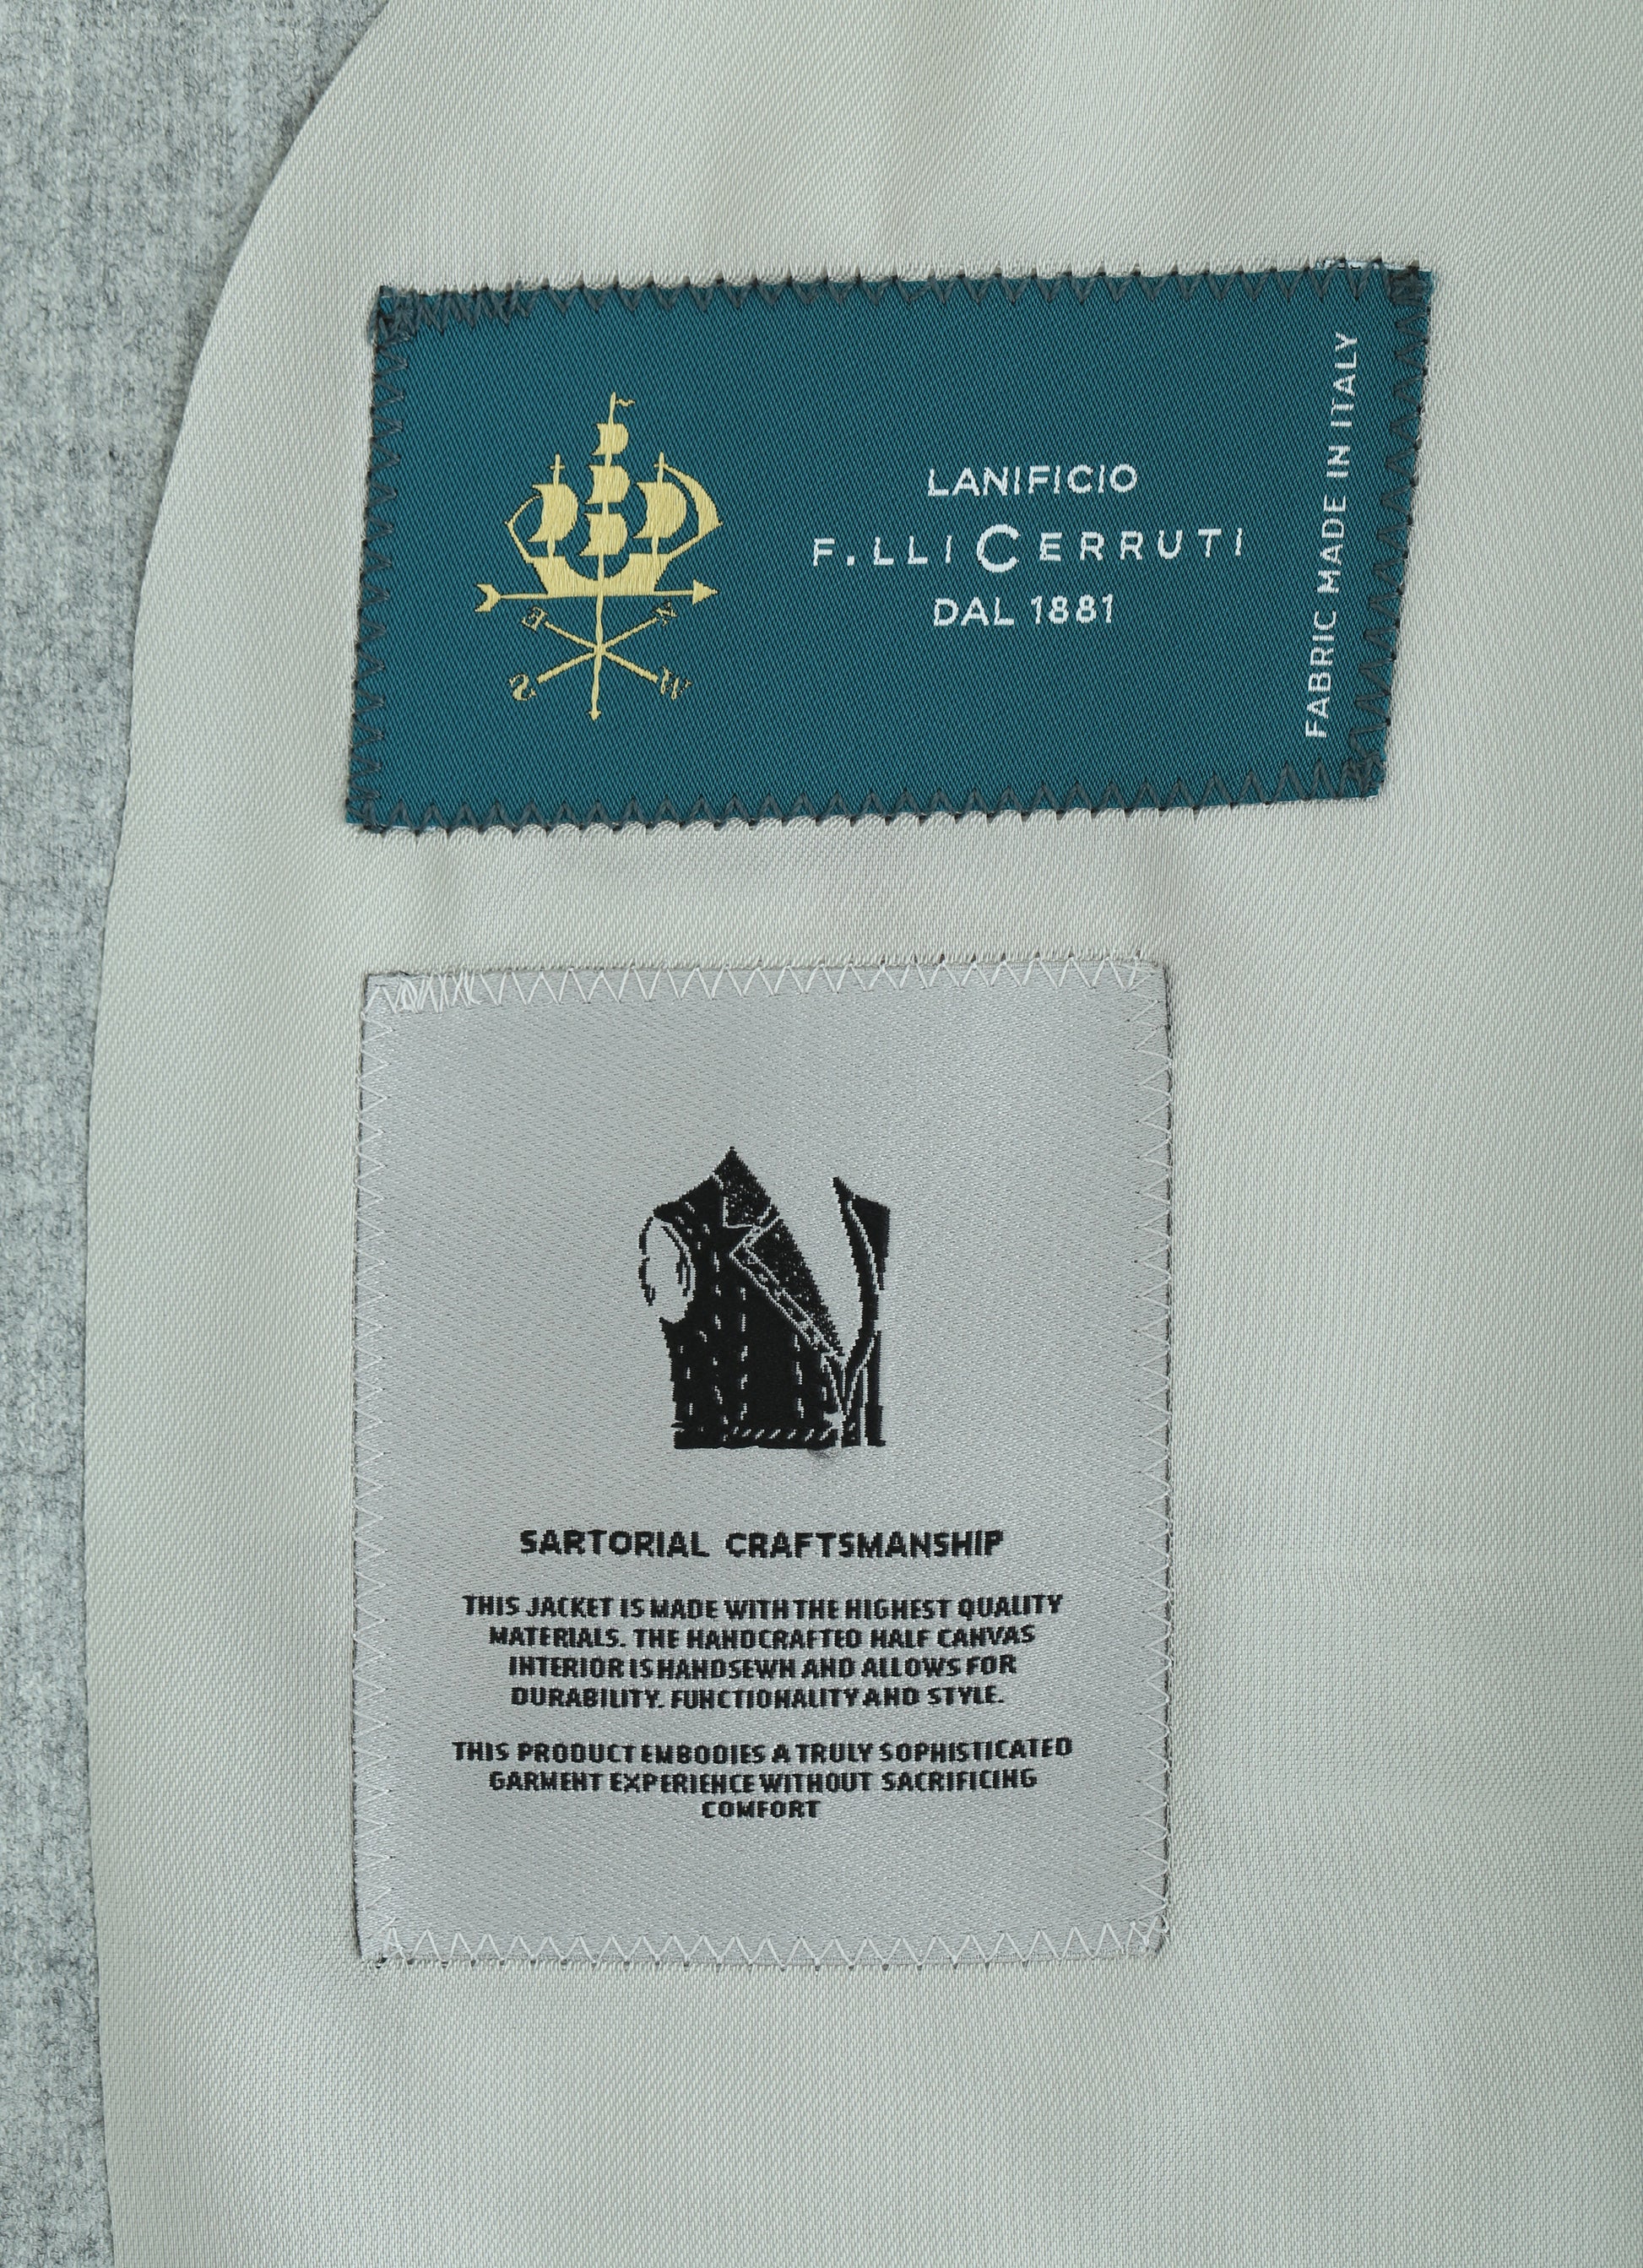 LANIFICIO
F.LLI CERRUTI
DAL 1881
FABRIC MADE IN ITALY
E N
S W
SARTORIAL CRAFTSMANSHIP
THIS JACKET IS MADE WITH THE HIGHEST QUALITY
MATERIALS. THE HANDCRAFTED HALF CANVAS
INTERIOR IS HANDSEWN AND ALLOWS FOR
DURABILITY. FUNCTIONALITY AND STYLE.
THIS PRODUCT EMBODIES A TRULY SOPHISTICATED
GARMENT EXPERIENCE WITHOUT SACRIFICING
COMFORT